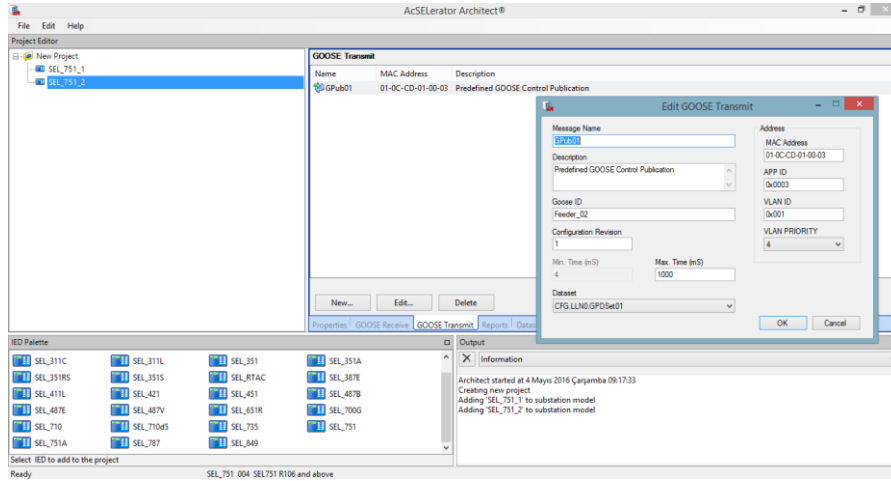 AcSELerator Architect®
File Edit Help
Project Editor
New Project
SEL_751_1
SEL_751_2
GOOSE Transmit
Name MAC Address Description
GPub01 01-0C-CD-01-00-03 Predefined GOOSE Control Publication
New... Edit... Delete
Properties GOOSE Receive GOOSE Transmit Reports
Edit GOOSE Transmit
Message Name
GPub01
Description
Predefined GOOSE Control Publication
Goose ID
Feeder_02
Configuration Revision
1
Min. Time (mS) Max. Time (mS)
4 1000
Dataset
CFG.LLN0.GPDSet01
Address
MAC Address
01-0C-CD-01-00-03
APP ID
0x0003
VLAN ID
0x001
VLAN PRIORITY
4
OK Cancel
IED Palette
SEL_311C SEL_311L SEL_351 SEL_351A
SEL_351RS SEL_351S SEL_RTAC SEL_387E
SEL_411L SEL_421 SEL_451 SEL_487B
SEL_487E SEL_487V SEL_651R SEL_700G
SEL_710 SEL_710d5 SEL_735 SEL_751
SEL_751A SEL_787 SEL_849
Select IED to add to the project
Output
Information
Architect started at 4 Mayıs 2016 Çarşamba 09:17:33
Creating new project
Adding 'SEL_751_1' to substation model
Adding 'SEL_751_2' to substation model
Ready SEL_751 004 SEL751 R106 and above